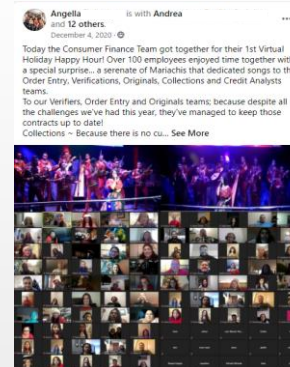 Angella is with Andrea
and 12 others.
December 4, 2020 ·
Today the Consumer Finance Team got together for their 1st Virtual
Holiday Happy Hour! Over 100 employees enjoyed time together with
a special surprise... a serenate of Mariachis that dedicated songs to th
Order Entry, Verifications, Originals, Collections and Credit Analysts
teams.
To our Verifiers, Order Entry and Originals teams; because despite all
the challenges we've had this year, they've managed to keep those
contracts up to date!
Collections ~ Because there is no cu... See More